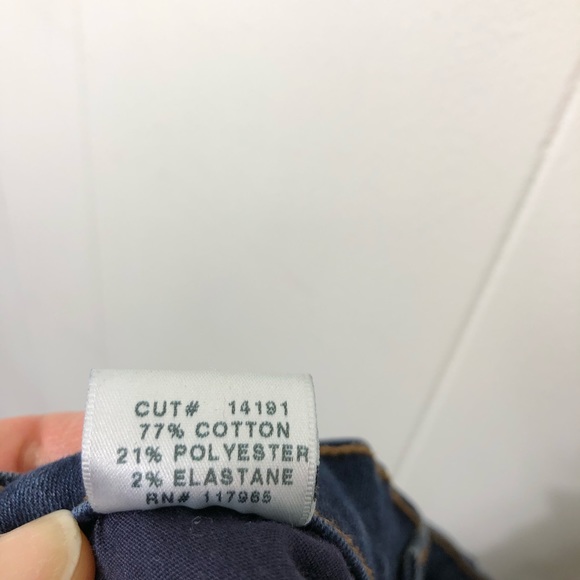 CUT# 14191
77% COTTON
21% POLYESTER
2% ELASTANE
RN# 117965